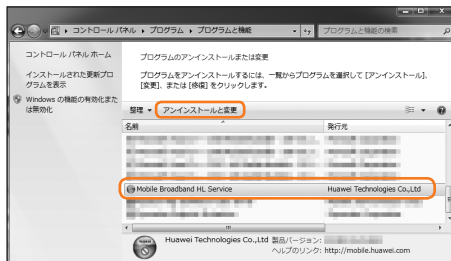 コントロール パネル ▸ プログラム ▸ プログラムと機能
プログラムと機能の検索
コントロール パネル ホーム
インストールされた更新プログラムを表示
Windows の機能の有効化または無効化
プログラムのアンインストールまたは変更
プログラムをアンインストールするには、一覧からプログラムを選択して [アンインストール]、
[変更]、または [修復] をクリックします。
整理 ▼ アンインストールと変更
名前 発行元
Mobile Broadband HL Service Huawei Technologies Co.,Ltd
Huawei Technologies Co.,Ltd 製品バージョン:
ヘルプのリンク: http://mobile.huawei.com